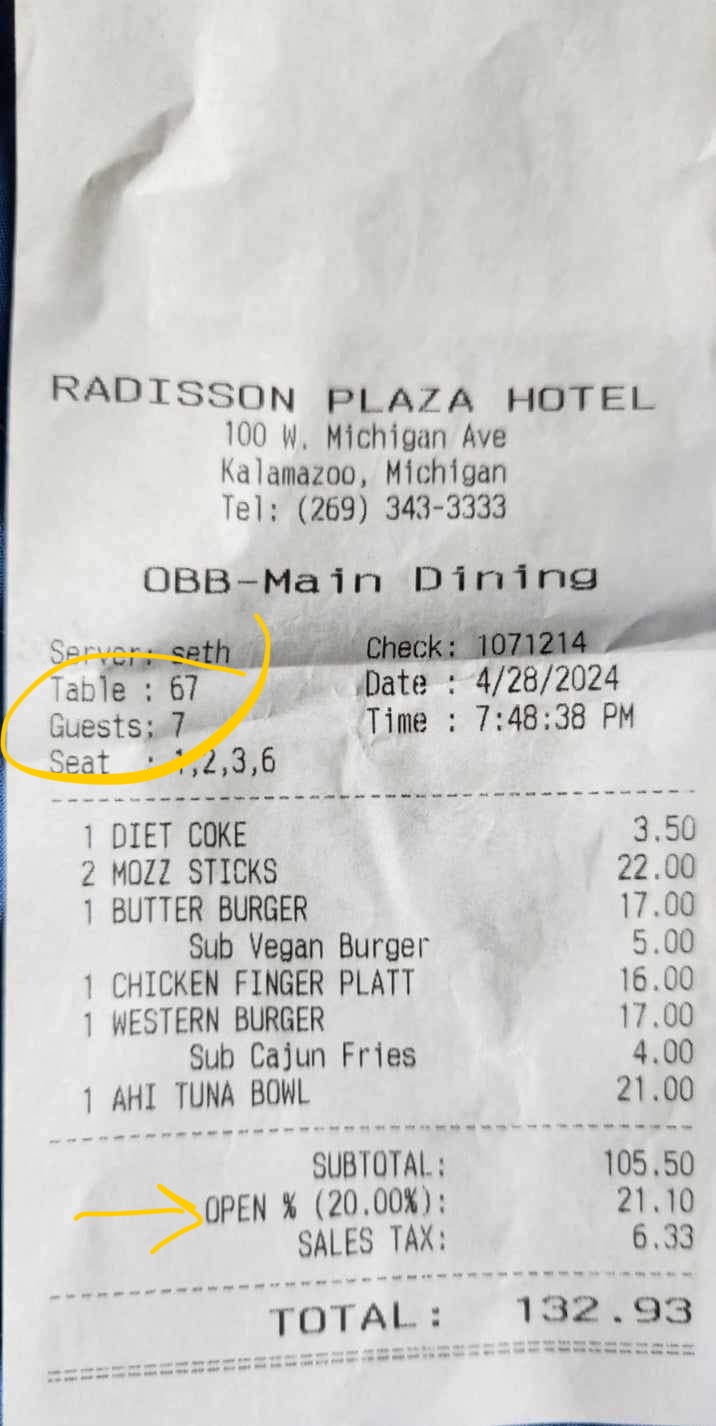 RADISSON PLAZA HOTEL
100 W. Michigan Ave
Kalamazoo, Michigan
Tel: (269) 343-3333
OBB-Main Dining
Server: seth Check: 1071214
Table : 67 Date : 4/28/2024
Guests: 7 Time : 7:48:38 PM
Seat : 1,2,3,6
1 DIET COKE 3.50
2 MOZZ STICKS 22.00
1 BUTTER BURGER 17.00
Sub Vegan Burger 5.00
1 CHICKEN FINGER PLATT 16.00
1 WESTERN BURGER 17.00
Sub Cajun Fries 4.00
1 AHI TUNA BOWL 21.00
SUBTOTAL: 105.50
OPEN % (20.00%): 21.10
SALES TAX: 6.33
TOTAL: 132.93